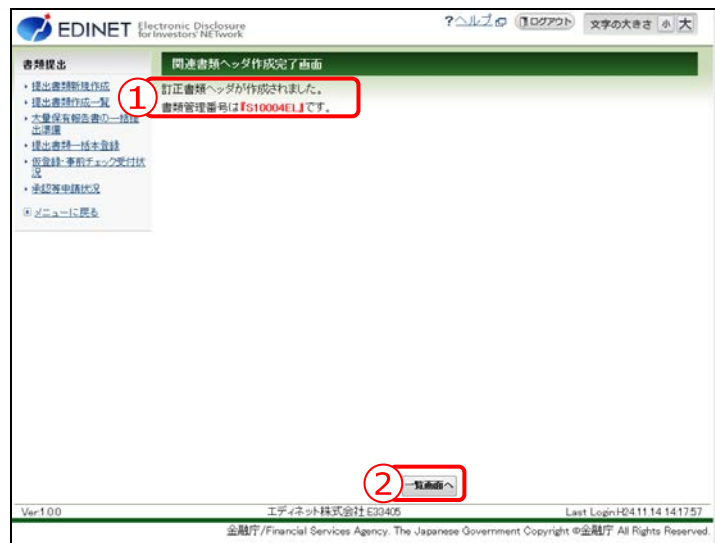 EDINET Electronic Disclosure for Investors' NETwork
?ヘルプ ログアウト 文字の大きさ 小 大
書類提出
・提出書類新規作成
・提出書類作成一覧
・大量保有報告書の一括提出準備
・提出書類一括本登録
・仮登録・事前チェック受付状況
・承認等申請状況
メニューに戻る
関連書類ヘッダ作成完了画面
①
訂正書類ヘッダが作成されました。
書類管理番号は『S10004EL』です。
②
一覧画面へ
Ver.1.0.0 エディネット株式会社:E33405 Last Login:H24.11.14 14:17:57
金融庁/Financial Services Agency. The Japanese Government Copyright ©金融庁 All Rights Reserved.